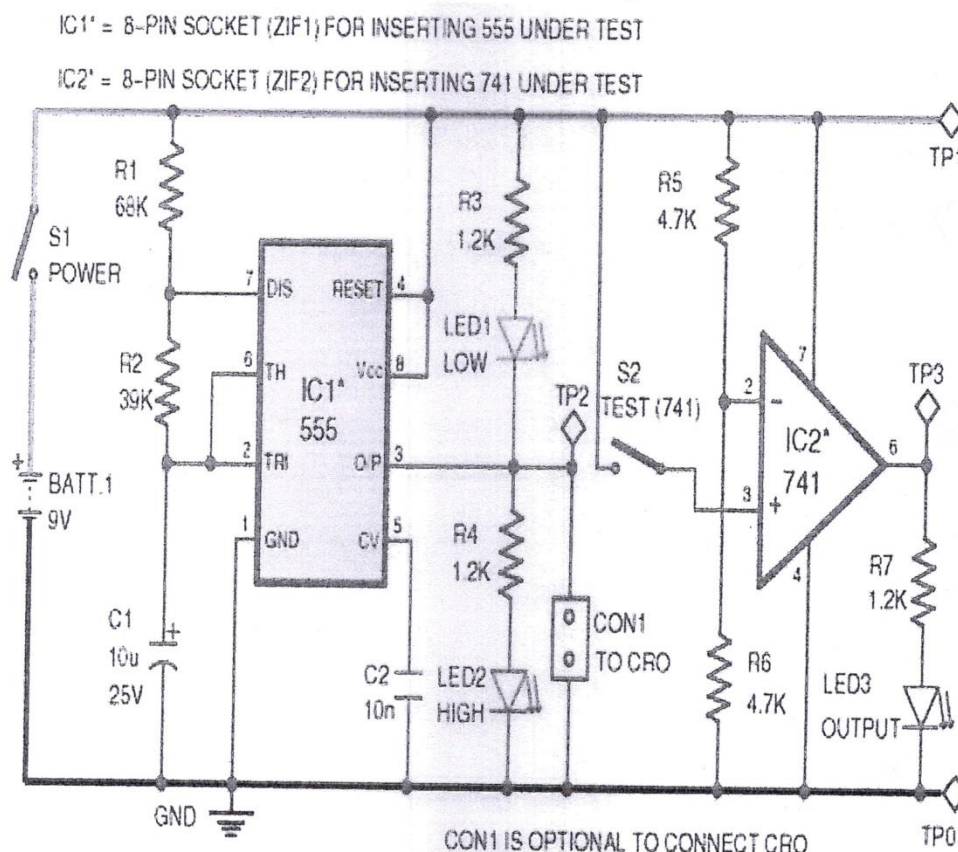 IC1* = 8-PIN SOCKET (ZIF1) FOR INSERTING 555 UNDER TEST
IC2* = 8-PIN SOCKET (ZIF2) FOR INSERTING 741 UNDER TEST
TP1
R1
68K
S1
POWER
R2
39K
BATT.1
9V
+
C1
10u
25V
+
GND
7
DIS
RESET
4
6
TH
Vcc
8
IC1*
555
2
TRI
O/P
3
1
GND
CV
5
C2
10n
R3
1.2K
LED1
LOW
TP2
R4
1.2K
LED2
HIGH
CON1
TO CRO
S2
TEST (741)
R5
4.7K
R6
4.7K
7
2
-
IC2*
741
3
+
4
6
TP3
R7
1.2K
LED3
OUTPUT
TP0
CON1 IS OPTIONAL TO CONNECT CRO